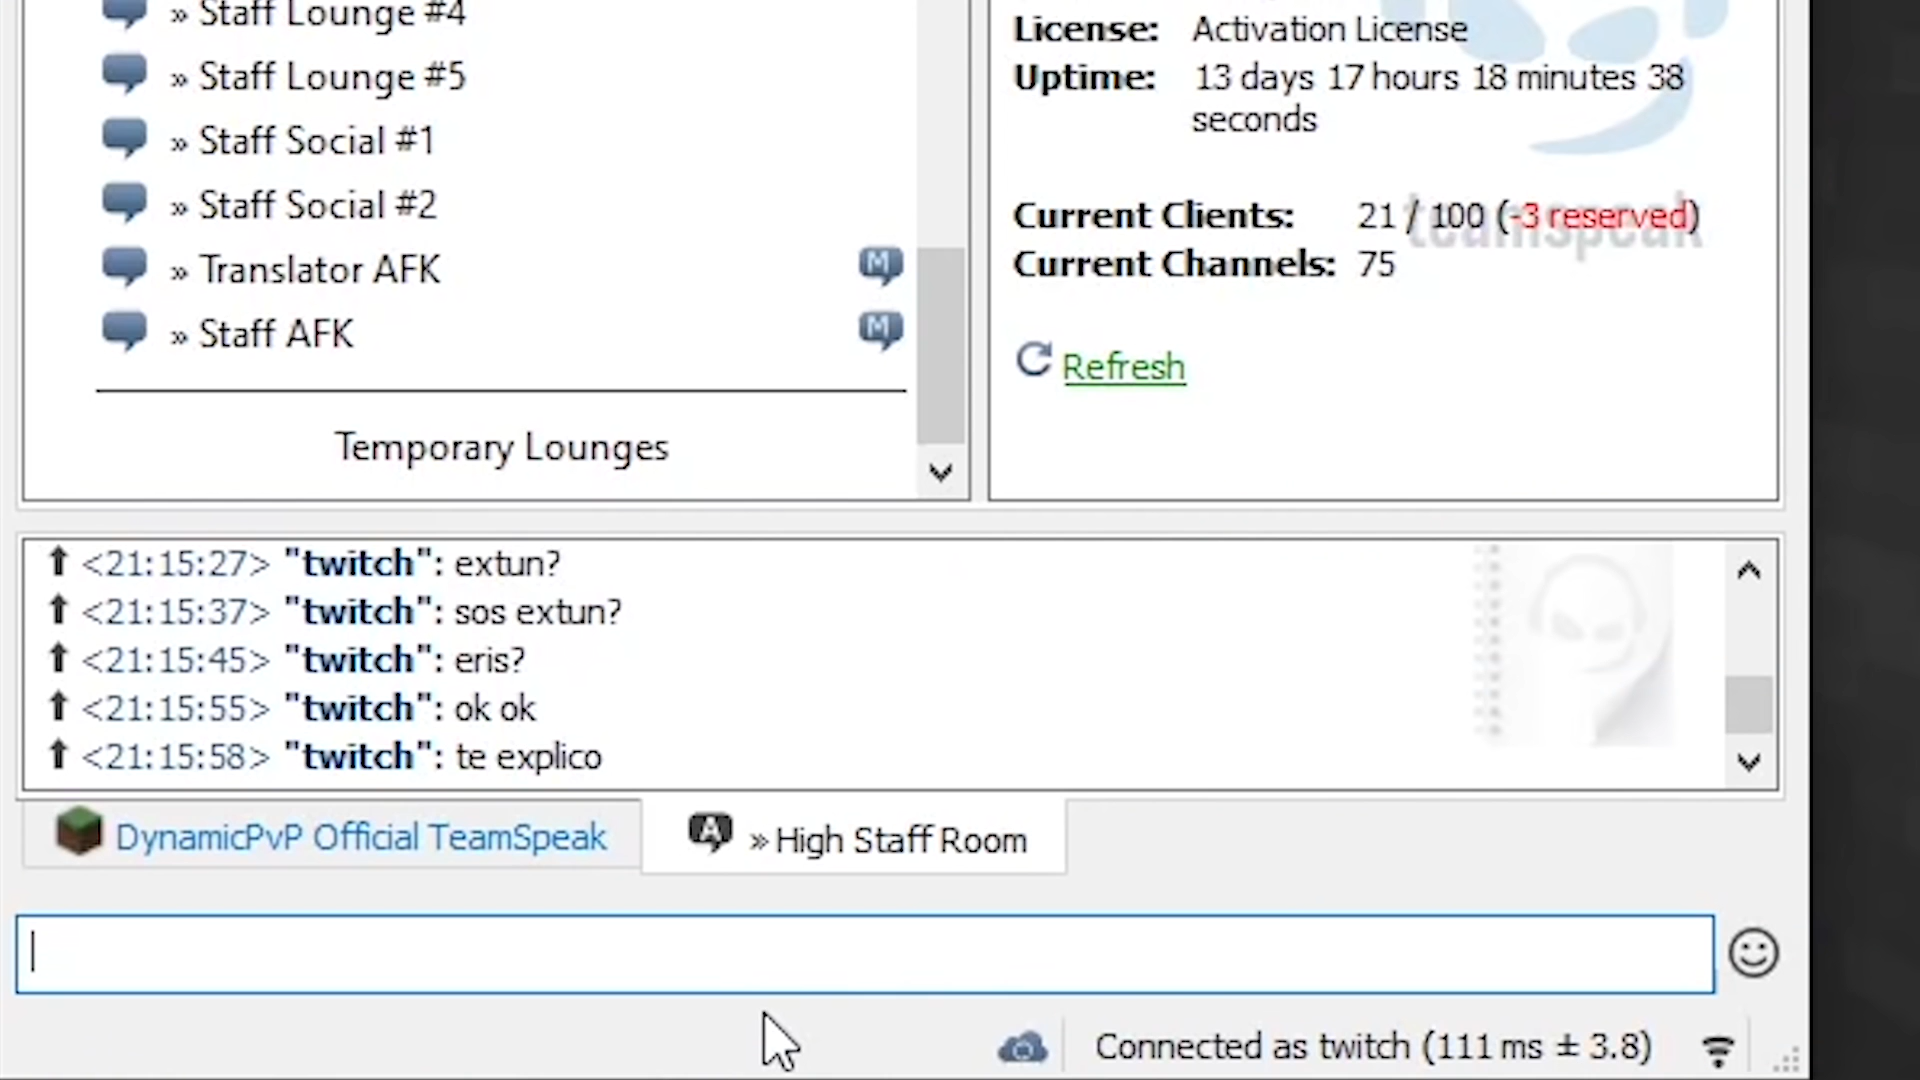 » Staff Lounge #4
» Staff Lounge #5
» Staff Social #1
» Staff Social #2
» Translator AFK M
» Staff AFK M
Temporary Lounges
License: Activation License
Uptime: 13 days 17 hours 18 minutes 38
seconds
teamspeak
Current Clients: 21 / 100 (-3 reserved)
Current Channels: 75
Refresh
<21:15:27> "twitch": extun?
<21:15:37> "twitch": sos extun?
<21:15:45> "twitch": eris?
<21:15:55> "twitch": ok ok
<21:15:58> "twitch": te explico
DynamicPvP Official TeamSpeak
A » High Staff Room
Connected as twitch (111 ms ± 3.8)